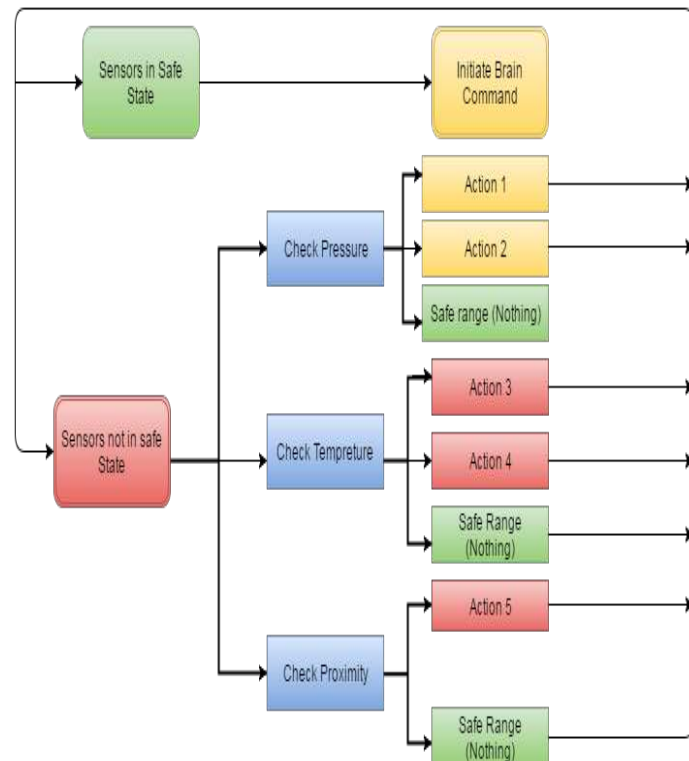 Sensors in Safe
State
Initiate Brain
Command
Action 1
Check Pressure
Action 2
Safe range (Nothing)
Action 3
Sensors not in safe
State
Check Tempreture
Action 4
Safe Range
(Nothing)
Action 5
Check Proximity
Safe Range
(Nothing)